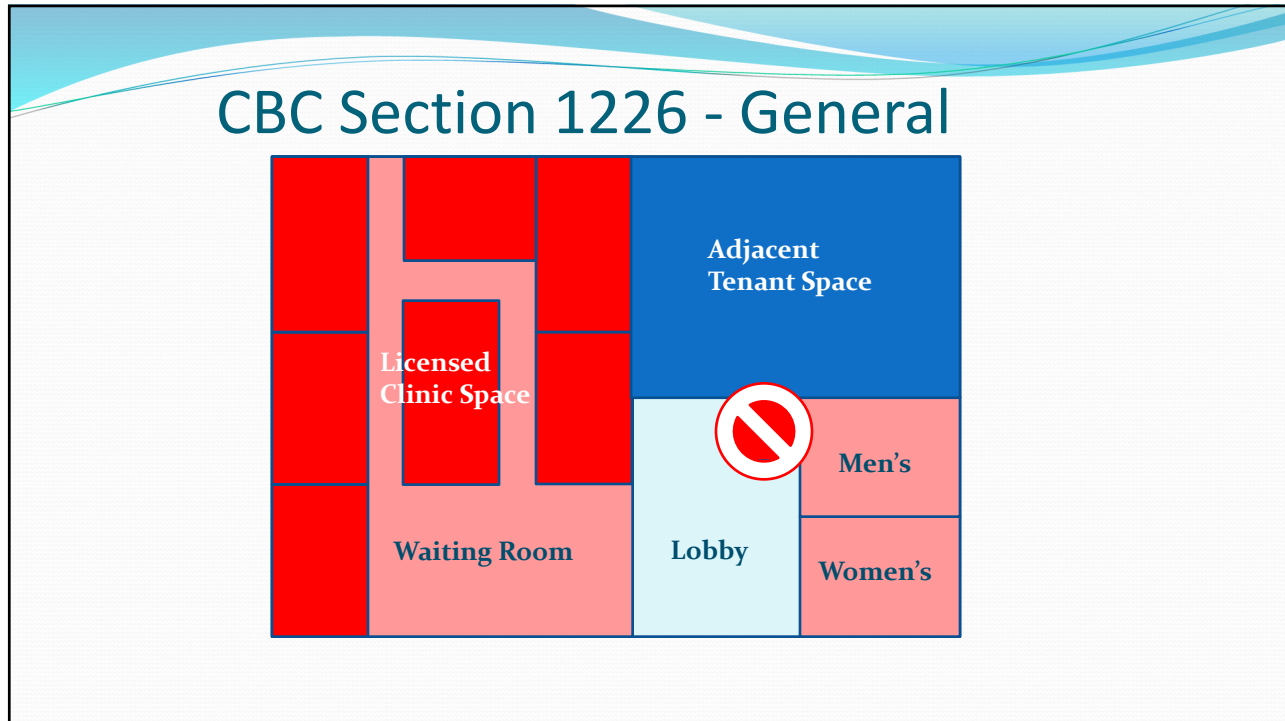 CBC Section 1226 - General
Adjacent
Tenant Space
Licensed
Clinic Space
Men’s
Waiting Room
Lobby
Women’s